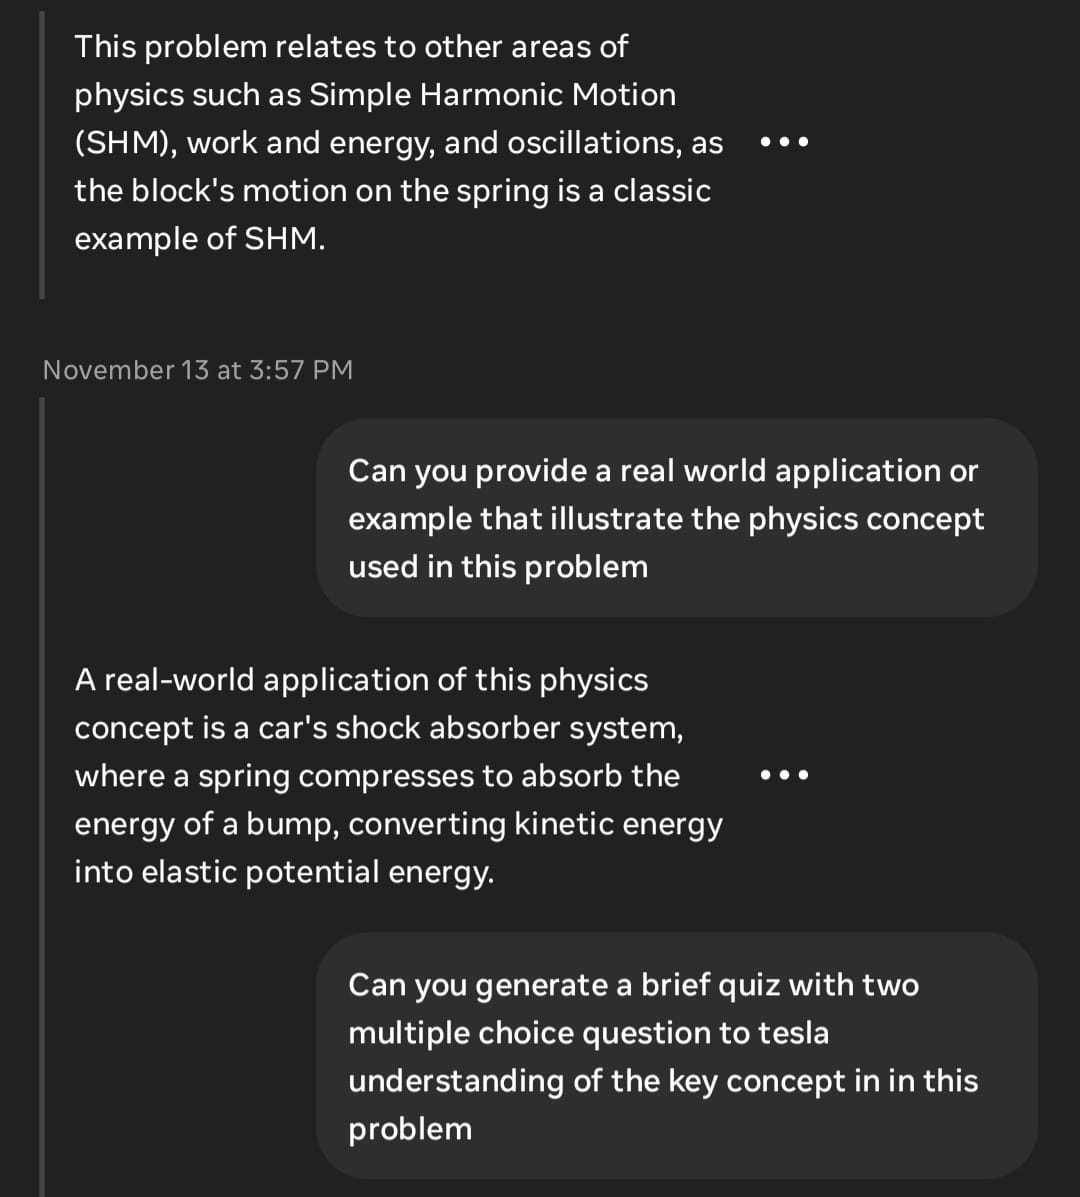 This problem relates to other areas of
physics such as Simple Harmonic Motion
(SHM), work and energy, and oscillations, as
the block's motion on the spring is a classic
example of SHM.
November 13 at 3:57 PM
Can you provide a real world application or
example that illustrate the physics concept
used in this problem
A real-world application of this physics
concept is a car's shock absorber system,
where a spring compresses to absorb the
energy of a bump, converting kinetic energy
into elastic potential energy.
Can you generate a brief quiz with two
multiple choice question to tesla
understanding of the key concept in in this
problem